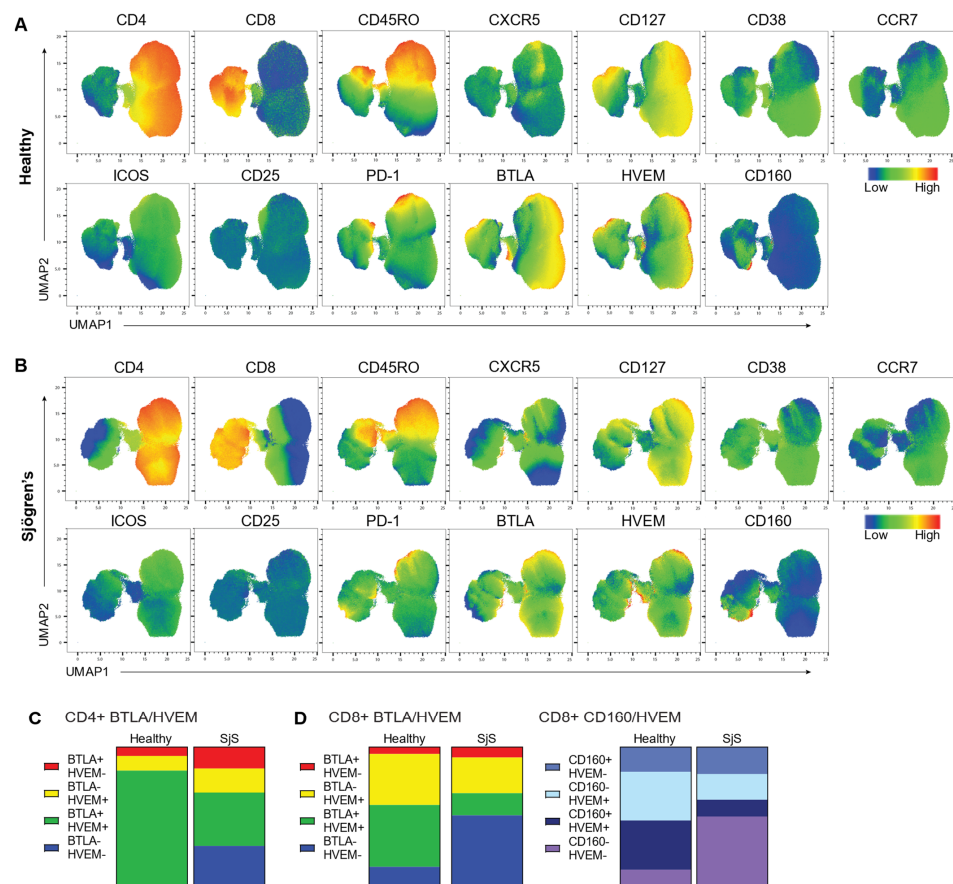 A
CD4 CD8 CD45RO CXCR5 CD127 CD38 CCR7
Healthy
Low High
ICOS CD25 PD-1 BTLA HVEM CD160
UMAP2
UMAP1
B
CD4 CD8 CD45RO CXCR5 CD127 CD38 CCR7
Sjögren's
Low High
ICOS CD25 PD-1 BTLA HVEM CD160
UMAP2
UMAP1
C CD4+ BTLA/HVEM
Healthy SjS
BTLA+
HVEM-
BTLA-
HVEM+
BTLA+
HVEM+
BTLA-
HVEM-
D CD8+ BTLA/HVEM
Healthy SjS
BTLA+
HVEM-
BTLA-
HVEM+
BTLA+
HVEM+
BTLA-
HVEM-
CD8+ CD160/HVEM
Healthy SjS
CD160+
HVEM-
CD160-
HVEM+
CD160+
HVEM+
CD160-
HVEM-